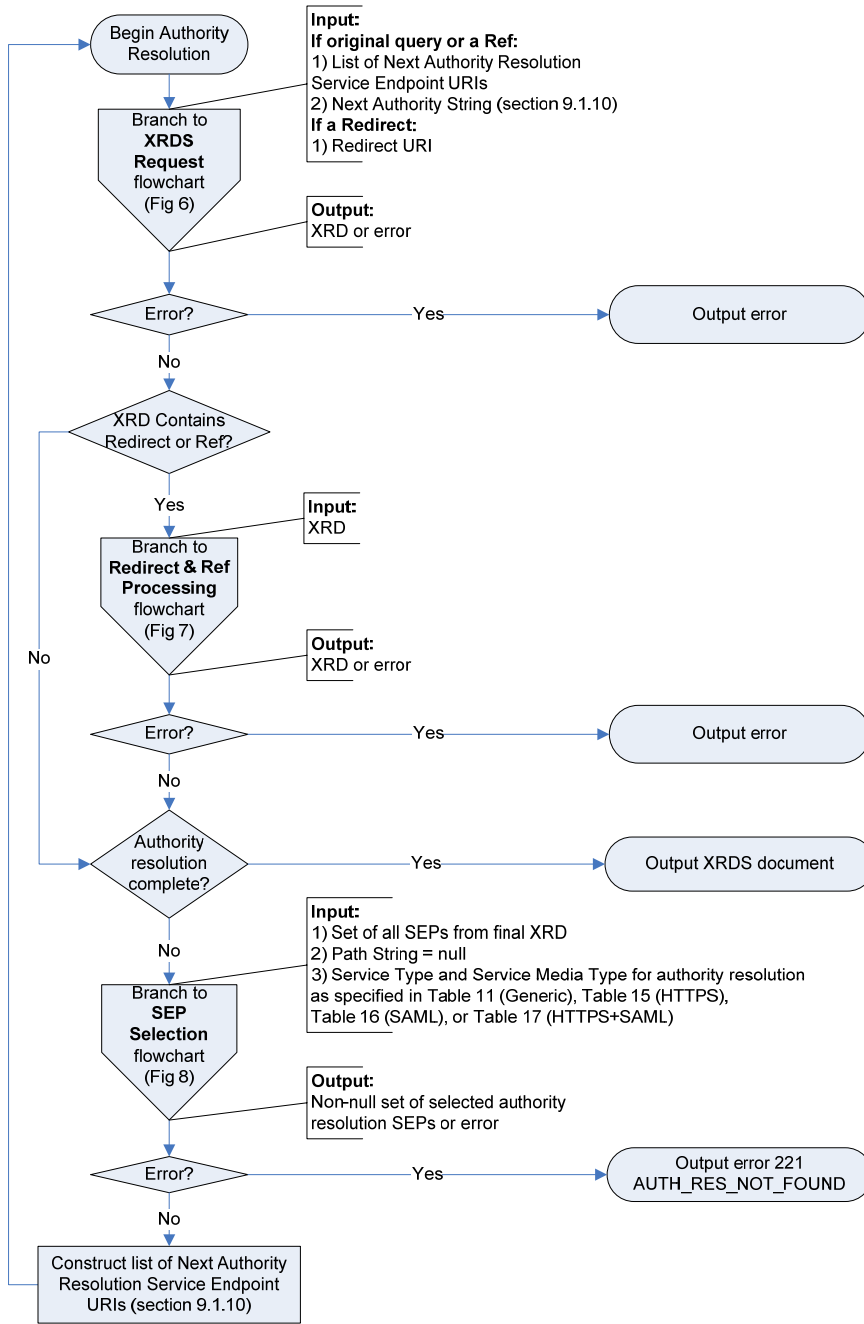 Begin Authority
Resolution
Input:
If original query or a Ref:
1) List of Next Authority Resolution
Service Endpoint URIs
2) Next Authority String (section 9.1.10)
If a Redirect:
1) Redirect URI
Branch to
XRDS
Request
flowchart
(Fig 6)
Output:
XRD or error
Error?
Yes
Output error
No
XRD Contains
Redirect or Ref?
Yes
Input:
XRD
Branch to
Redirect & Ref
Processing
flowchart
(Fig 7)
No
Output:
XRD or error
Error?
Yes
Output error
No
Authority
resolution
complete?
Yes
Output XRDS document
No
Input:
1) Set of all SEPs from final XRD
2) Path String = null
3) Service Type and Service Media Type for authority resolution
as specified in Table 11 (Generic), Table 15 (HTTPS),
Table 16 (SAML), or Table 17 (HTTPS+SAML)
Branch to
SEP
Selection
flowchart
(Fig 8)
Output:
Non-null set of selected authority
resolution SEPs or error
Error?
Yes
Output error 221
AUTH_RES_NOT_FOUND
No
Construct list of Next Authority
Resolution Service Endpoint
URIs (section 9.1.10)